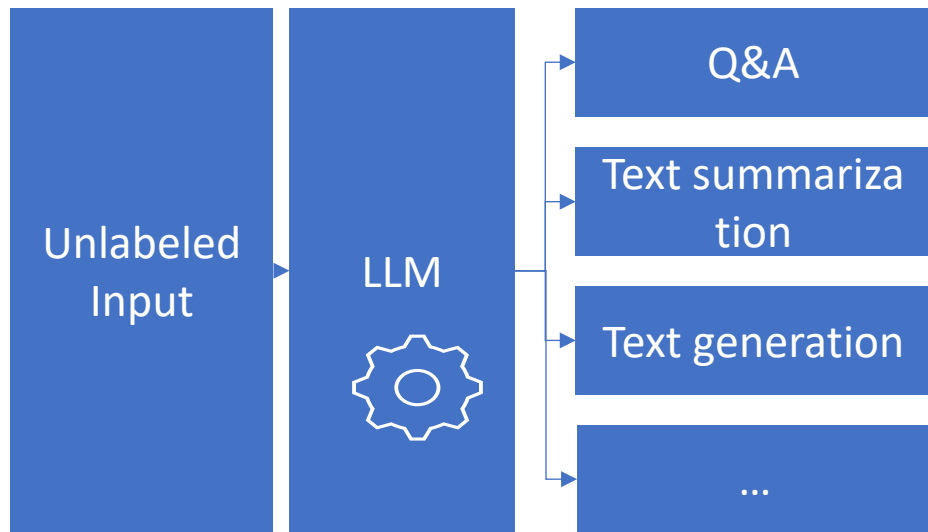 Unlabeled
Input
LLM
Q&A
Text summariza
tion
Text generation
...